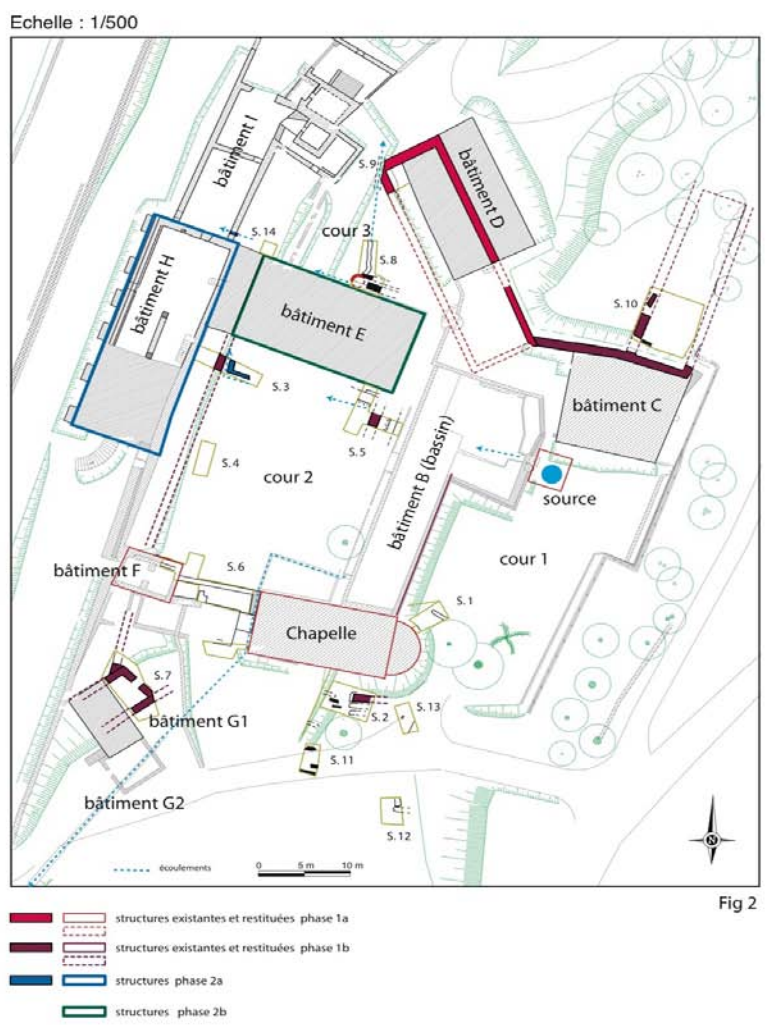 Echelle : 1/500
bâtiment I
bâtiment D
S.9
S.14
cour 3
S.8
bâtiment H
S.10
bâtiment E
S.3
bâtiment C
S.5
S.4
cour 2
bâtiment B (bassin)
source
bâtiment F
S.6
cour 1
S.1
Chapelle
S.7
S.2
S.13
bâtiment G1
S.11
bâtiment G2
S.12
N
écoulements
0 5 m 10 m
Fig 2
structures existantes et restituées phase 1a
structures existantes et restituées phase 1b
structures phase 2a
structures phase 2b